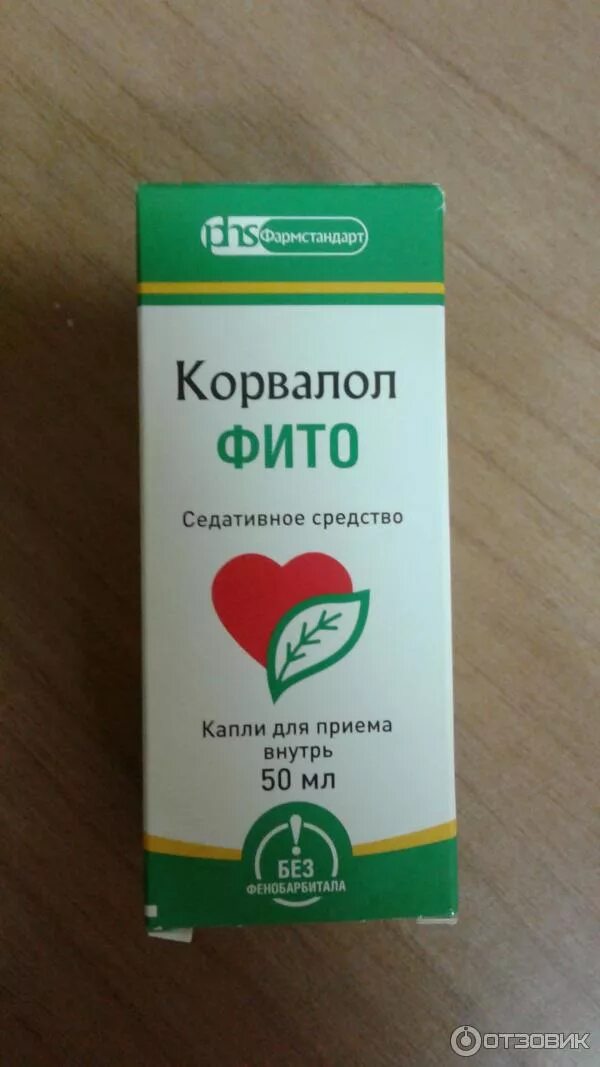 phs Фармстандарт
Корвалол
ФИТО
Седативное средство
Капли для приема
внутрь
50 мл
БЕЗ
ФЕНОБАРБИТАЛА
ОТЗОВИК